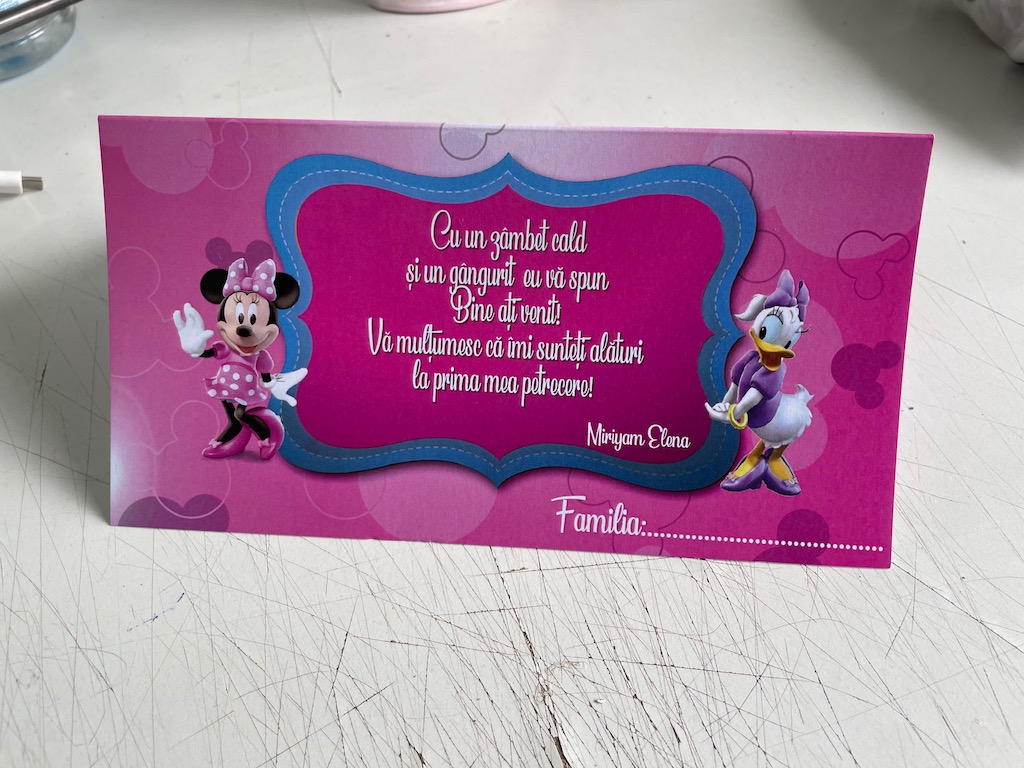 Cu un zâmbet cald
și un gângurit eu vă spun
Bine ați venit!
Vă mulțumesc că îmi sunteți alături
la prima mea petrecere!
Miriyam Elena
Familia:..........................................